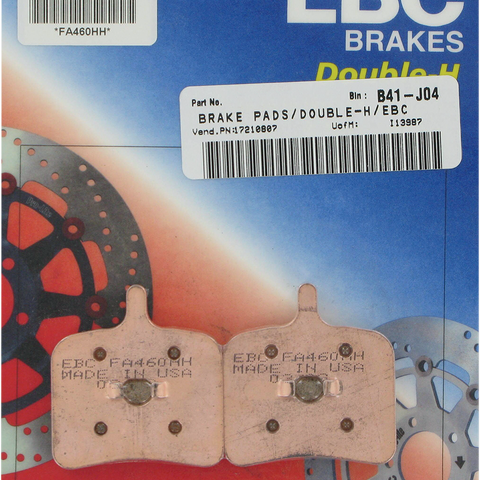 *FA460HH*
EBC
BRAKES
Double-H
Part No.
Bin: B41-J04
BRAKE PADS/DOUBLE-H/EBC
Vend.PN:17210807
UofM:
I13987
EBC FA460HH
MADE IN USA
EBC FA460HH
MADE IN USA